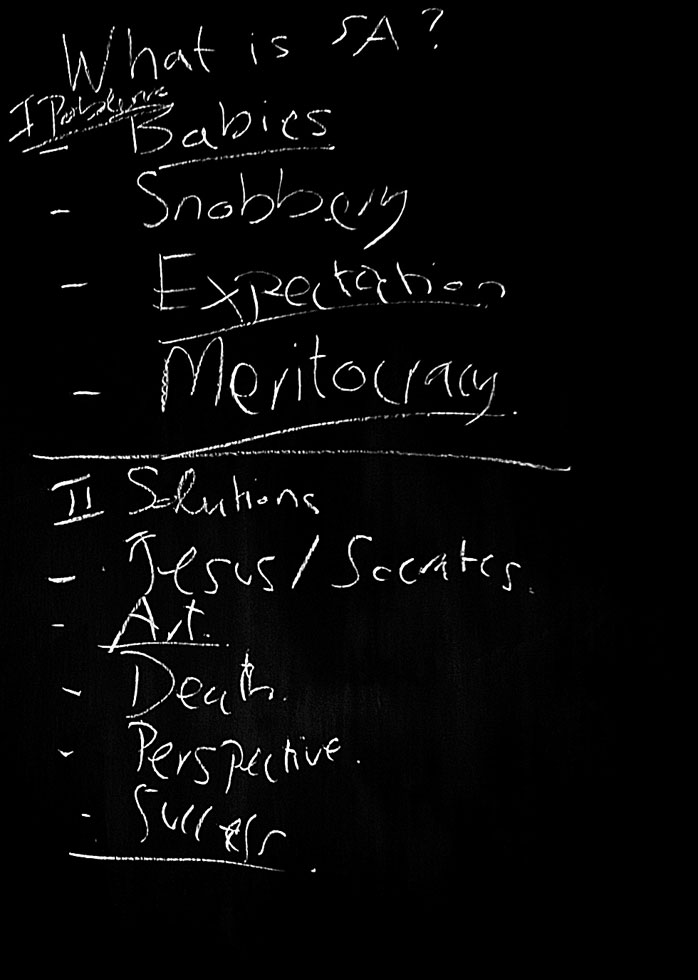 What is SA?
I Problems
Babies
- Snobbery
- Expectation
- Meritocracy.
II Solutions
- Jesus / Socrates.
- Art.
- Death.
- Perspective.
- Success.